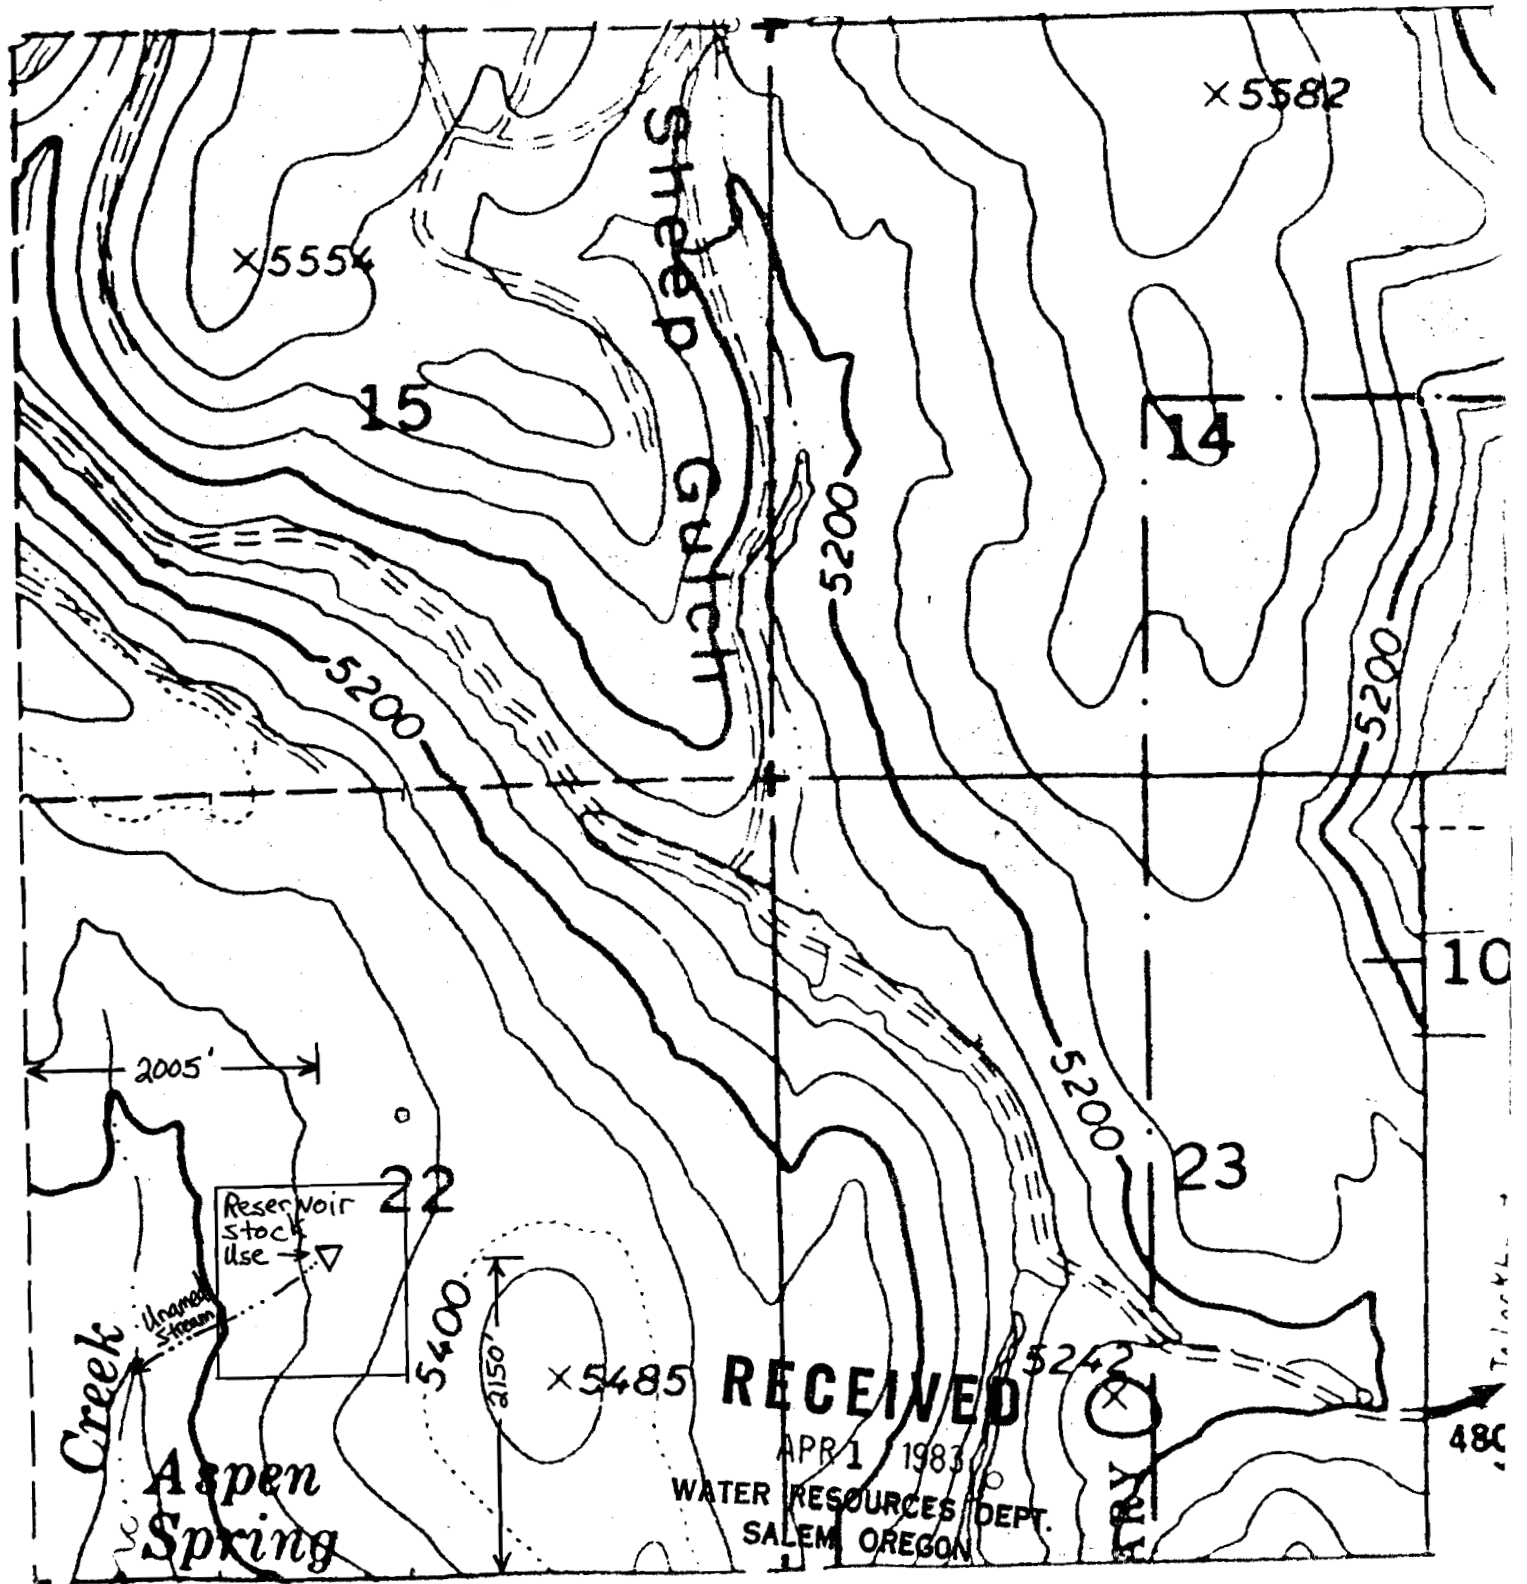 ×5582
Sheep Gulch
×5554
15
14
5200
5200
5200
10
2005'
5200
23
22
Reservoir
stock
Use
Unamed
Stream
5400
2150'
×5485
5242
Creek
RECEIVED
APR 1 1983
WATER RESOURCES DEPT.
SALEM, OREGON
480
Aspen
Spring